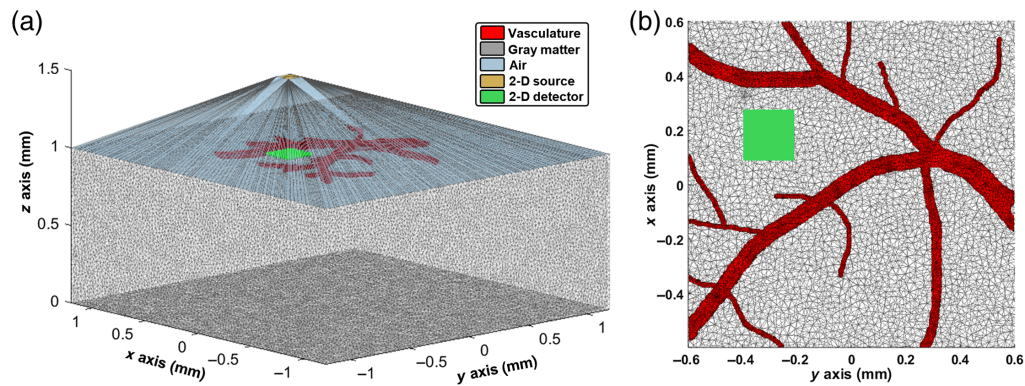 (a)
Vasculature
Gray matter
Air
2-D source
2-D detector
1.5
1
0.5
0
z axis (mm)
1
0.5
0
–0.5
–1
x axis (mm)
–1
–0.5
0
0.5
1
y axis (mm)
(b)
0.6
0.4
0.2
0
–0.2
–0.4
x axis (mm)
–0.6
–0.4
–0.2
0
0.2
0.4
0.6
y axis (mm)